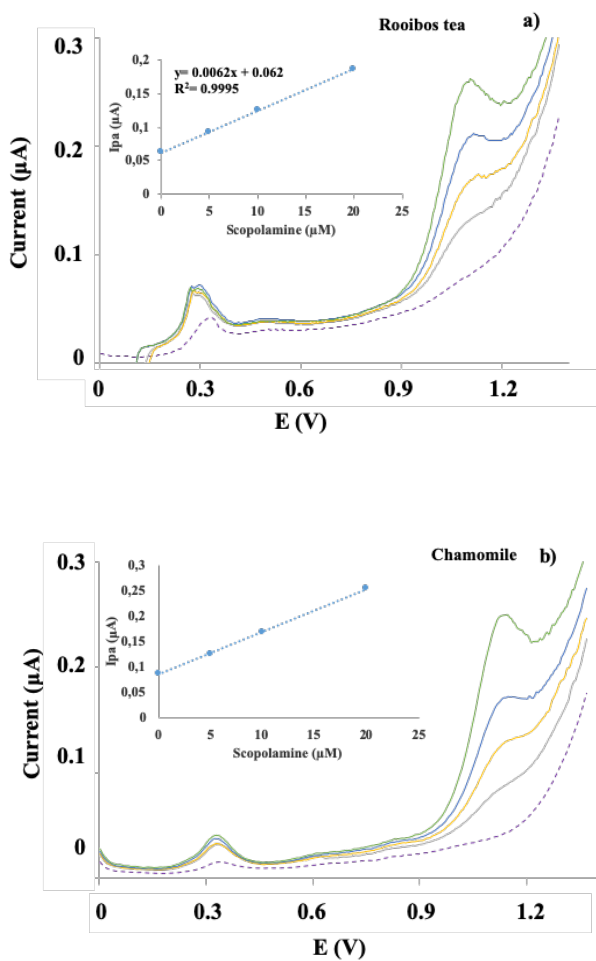 Rooibos tea a)
0.3
0.2
0.1
0
Current (µA)
0,2
0,15
0,1
0,05
0
Ipa (µA)
y= 0.0062x + 0.062
R²= 0.9995
0 5 10 15 20 25
Scopolamine (µM)
0 0.3 0.6 0.9 1.2
E (V)
Chamomile b)
0.3
0.2
0.1
0
Current (µA)
0,3
0,25
0,2
0,15
0,1
0,05
0
Ipa (µA)
0 5 10 15 20 25
Scopolamine (µM)
0 0.3 0.6 0.9 1.2
E (V)